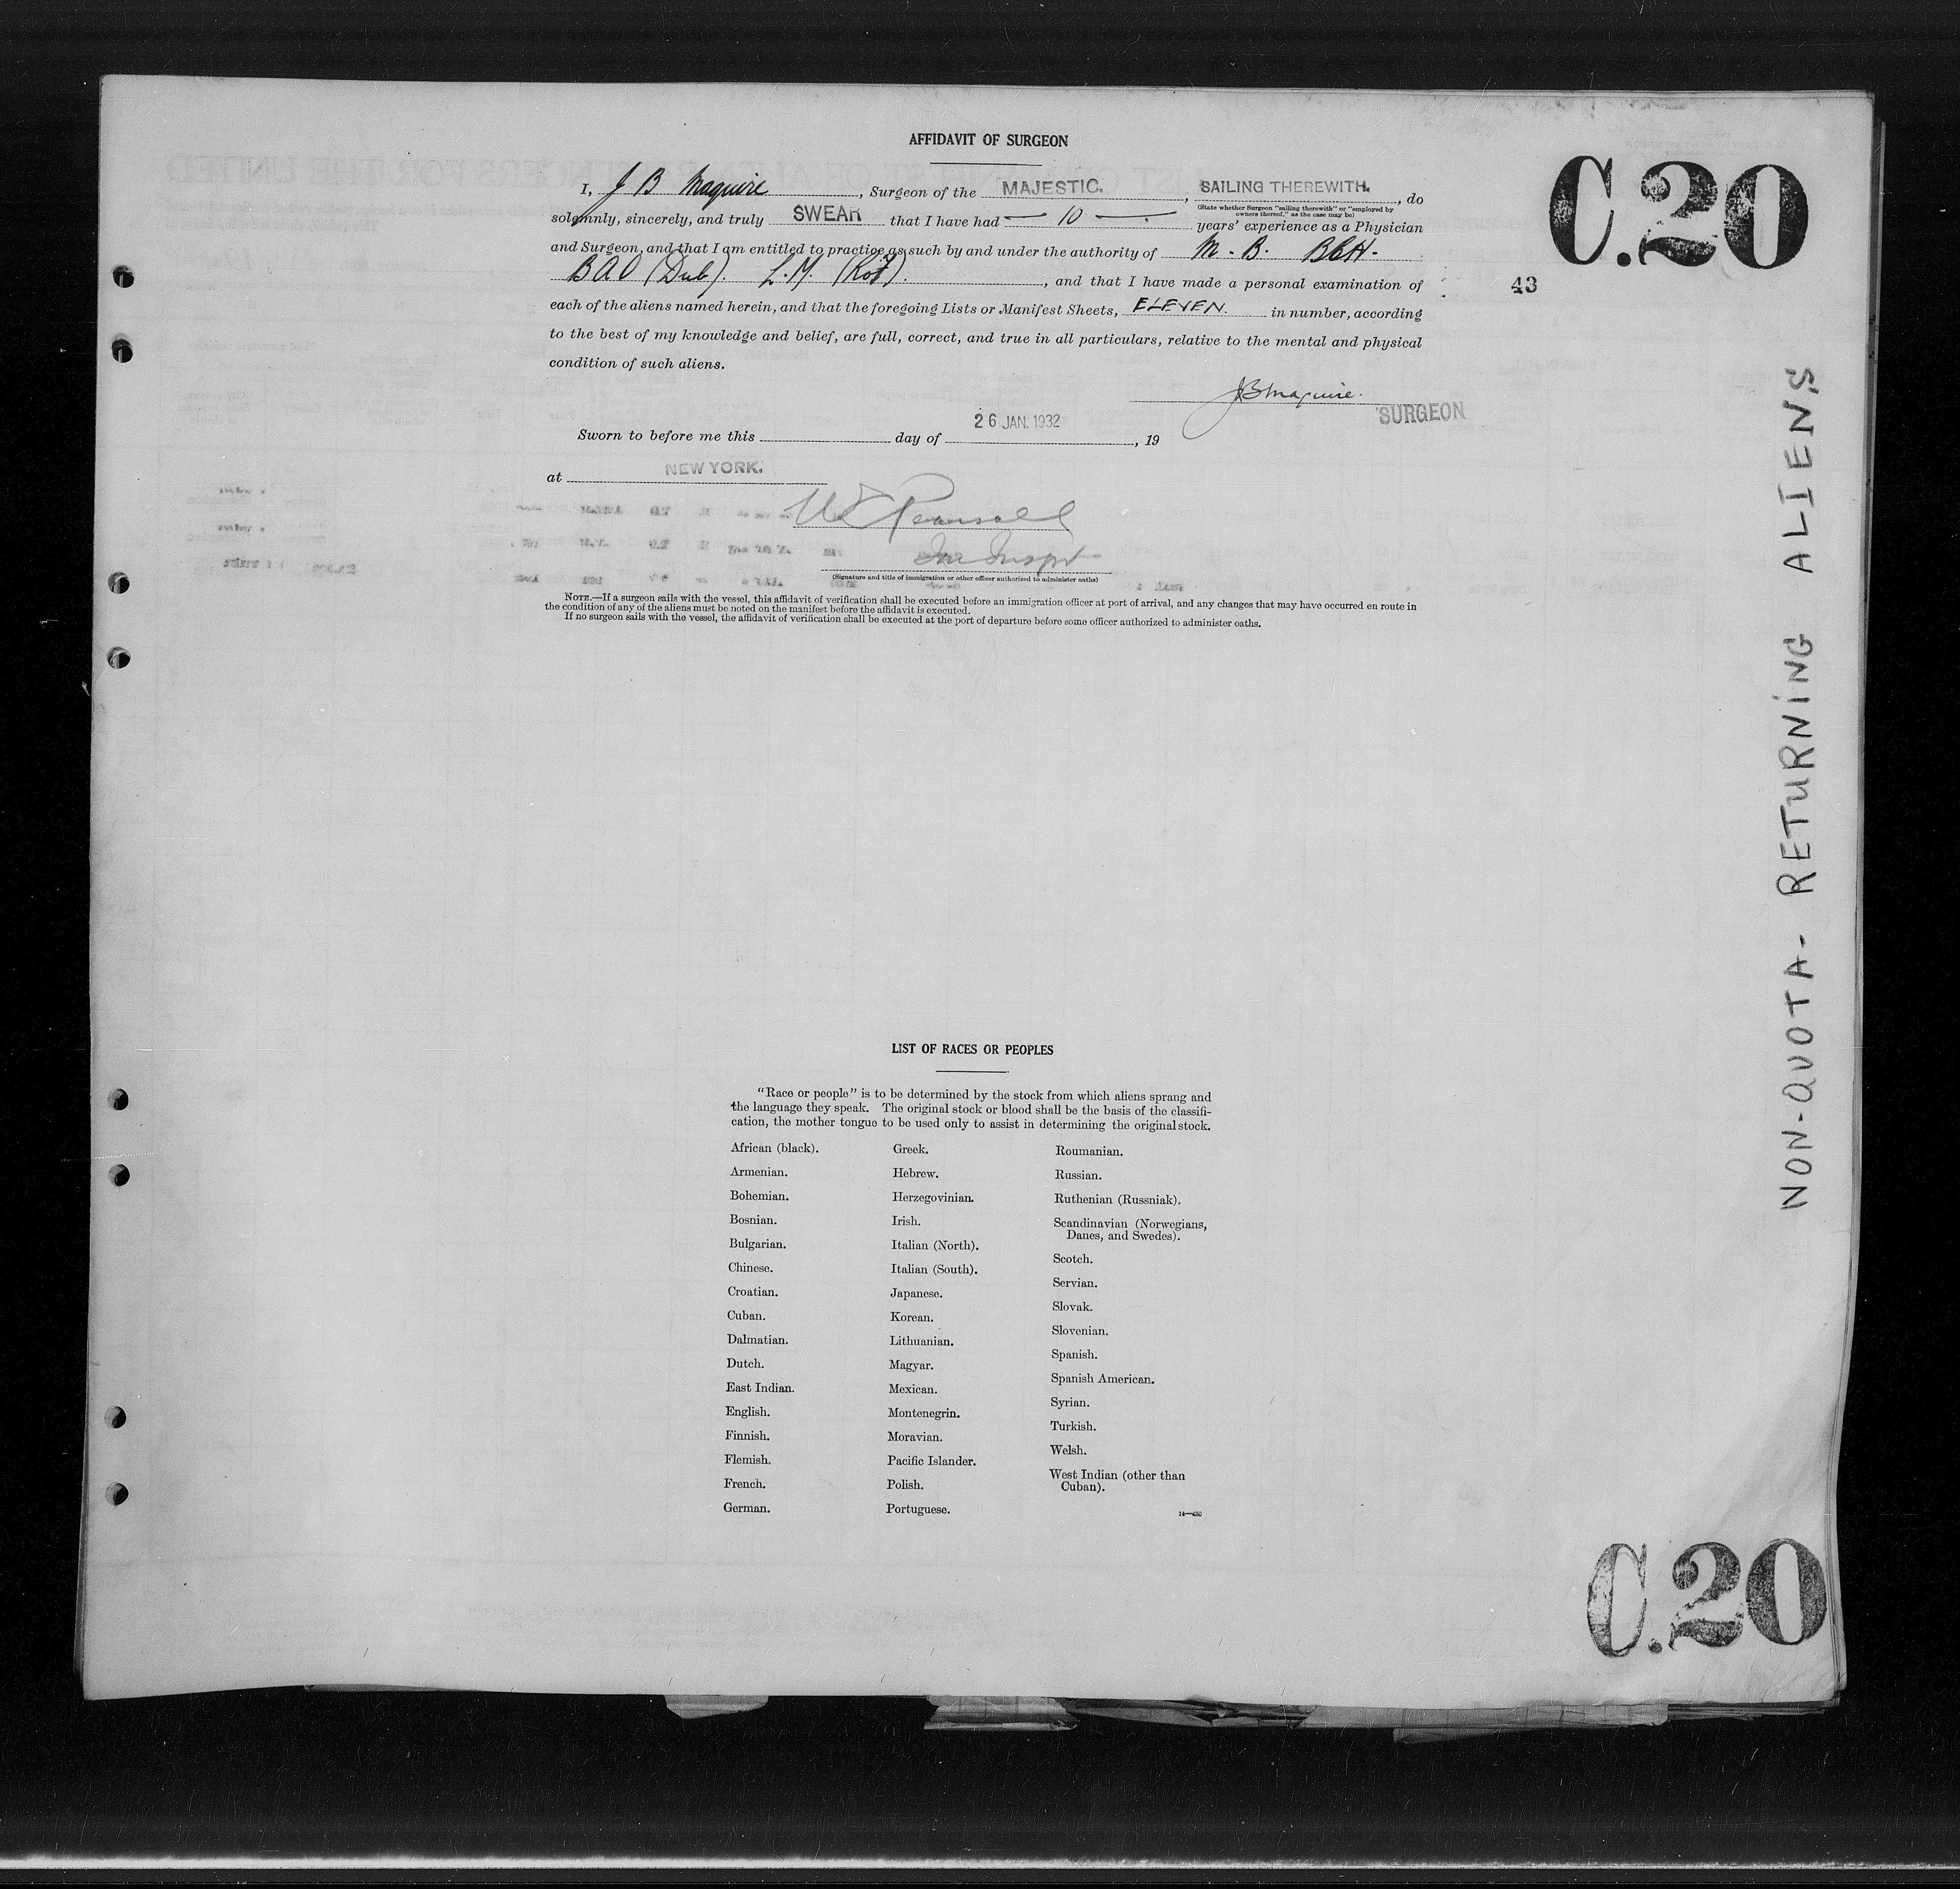 AFFIDAVIT OF SURGEON
C.20
I, J B Maguire, Surgeon of the MAJESTIC., SAILING THEREWITH., do
(State whether Surgeon "sailing therewith" or "employed by
owners thereof," as the case may be)
solemnly, sincerely, and truly SWEAR that I have had — 10 — years' experience as a Physician
and Surgeon, and that I am entitled to practice as such by and under the authority of M. B. BCH.
BAO (Dub). L.M. (Rot)., and that I have made a personal examination of
43
each of the aliens named herein, and that the foregoing Lists or Manifest Sheets, ELEVEN. in number, according
to the best of my knowledge and belief, are full, correct, and true in all particulars, relative to the mental and physical
condition of such aliens.
JB Maguire.
SURGEON
26 JAN. 1932
Sworn to before me this day of , 19
at NEW YORK.
W E Pearsall
Imm Inspr
(Signature and title of immigration or other officer authorized to administer oaths)
NOTE.—If a surgeon sails with the vessel, this affidavit of verification shall be executed before an immigration officer at port of arrival, and any changes that may have occurred en route in
the condition of any of the aliens must be noted on the manifest before the affidavit is executed.
If no surgeon sails with the vessel, the affidavit of verification shall be executed at the port of departure before some officer authorized to administer oaths.
NON-QUOTA- RETURNING ALIENS
LIST OF RACES OR PEOPLES
"Race or people" is to be determined by the stock from which aliens sprang and
the language they speak. The original stock or blood shall be the basis of the classifi-
cation, the mother tongue to be used only to assist in determining the original stock.
African (black).
Armenian.
Bohemian.
Bosnian.
Bulgarian.
Chinese.
Croatian.
Cuban.
Dalmatian.
Dutch.
East Indian.
English.
Finnish.
Flemish.
French.
German.
Greek.
Hebrew.
Herzegovinian.
Irish.
Italian (North).
Italian (South).
Japanese.
Korean.
Lithuanian.
Magyar.
Mexican.
Montenegrin.
Moravian.
Pacific Islander.
Polish.
Portuguese.
Roumanian.
Russian.
Ruthenian (Russniak).
Scandinavian (Norwegians,
Danes, and Swedes).
Scotch.
Servian.
Slovak.
Slovenian.
Spanish.
Spanish American.
Syrian.
Turkish.
Welsh.
West Indian (other than
Cuban).
C.20